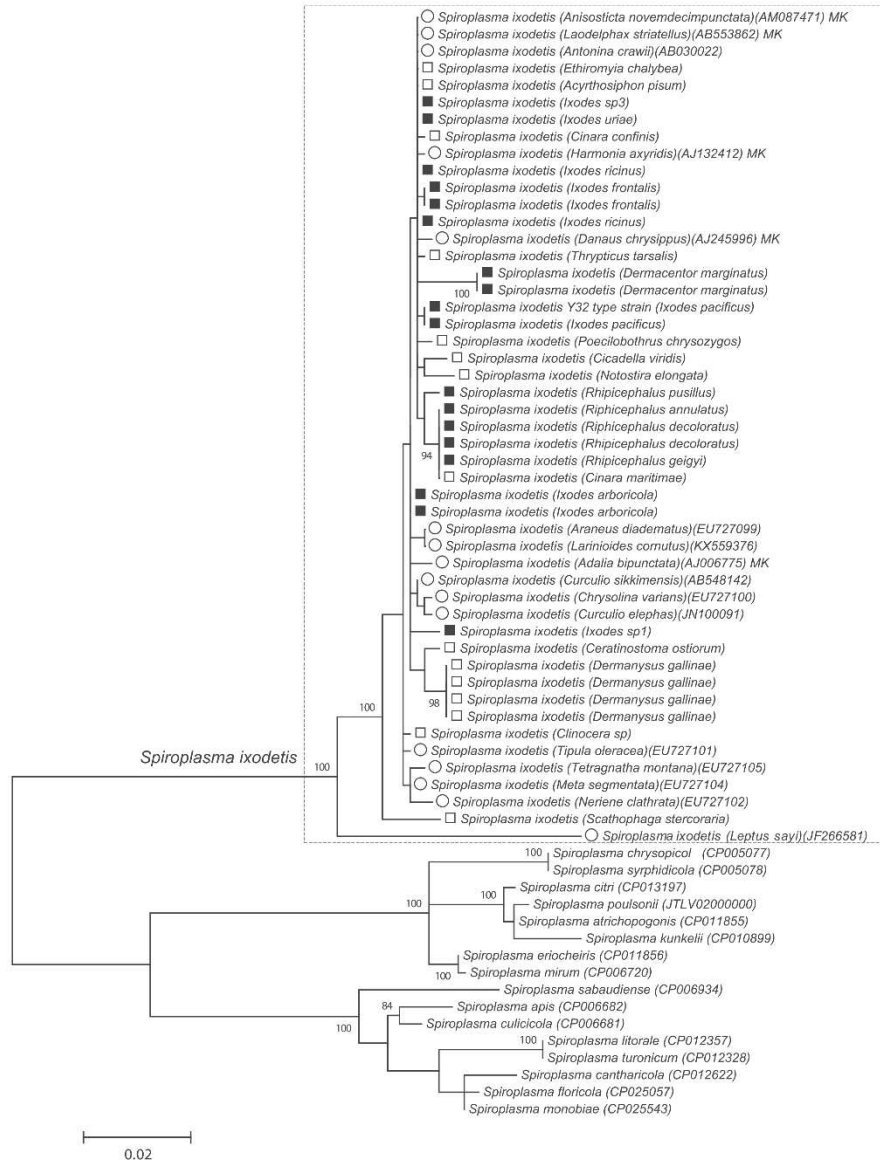 Spiroplasma ixodetis (Anisosticta novemdecimpunctata)(AM087471) MK
Spiroplasma ixodetis (Laodelphax striatellus)(AB553862) MK
Spiroplasma ixodetis (Antonina crawii)(AB030022)
Spiroplasma ixodetis (Ethiromyia chalybea)
Spiroplasma ixodetis (Acyrthosiphon pisum)
Spiroplasma ixodetis (Ixodes sp3)
Spiroplasma ixodetis (Ixodes uriae)
Spiroplasma ixodetis (Cinara confinis)
Spiroplasma ixodetis (Harmonia axyridis)(AJ132412) MK
Spiroplasma ixodetis (Ixodes ricinus)
Spiroplasma ixodetis (Ixodes frontalis)
Spiroplasma ixodetis (Ixodes frontalis)
Spiroplasma ixodetis (Ixodes ricinus)
Spiroplasma ixodetis (Danaus chrysippus)(AJ245996) MK
Spiroplasma ixodetis (Thrypticus tarsalis)
Spiroplasma ixodetis (Dermacentor marginatus)
100 Spiroplasma ixodetis (Dermacentor marginatus)
Spiroplasma ixodetis Y32 type strain (Ixodes pacificus)
Spiroplasma ixodetis (Ixodes pacificus)
Spiroplasma ixodetis (Poecilobothrus chrysozygos)
Spiroplasma ixodetis (Cicadella viridis)
Spiroplasma ixodetis (Notostira elongata)
Spiroplasma ixodetis (Rhipicephalus pusillus)
Spiroplasma ixodetis (Riphicephalus annulatus)
Spiroplasma ixodetis (Riphicephalus decoloratus)
Spiroplasma ixodetis (Rhipicephalus decoloratus)
94 Spiroplasma ixodetis (Rhipicephalus geigyi)
Spiroplasma ixodetis (Cinara maritimae)
Spiroplasma ixodetis (Ixodes arboricola)
Spiroplasma ixodetis (Ixodes arboricola)
Spiroplasma ixodetis (Araneus diadematus)(EU727099)
Spiroplasma ixodetis (Larinioides cornutus)(KX559376)
Spiroplasma ixodetis (Adalia bipunctata)(AJ006775) MK
Spiroplasma ixodetis (Curculio sikkimensis)(AB548142)
Spiroplasma ixodetis (Chrysolina varians)(EU727100)
Spiroplasma ixodetis (Curculio elephas)(JN100091)
Spiroplasma ixodetis (Ixodes sp1)
Spiroplasma ixodetis (Ceratinostoma ostiorum)
Spiroplasma ixodetis (Dermanysus gallinae)
Spiroplasma ixodetis (Dermanysus gallinae)
98 Spiroplasma ixodetis (Dermanysus gallinae)
100 Spiroplasma ixodetis (Dermanysus gallinae)
Spiroplasma ixodetis (Clinocera sp)
Spiroplasma ixodetis (Tipula oleracea)(EU727101)
Spiroplasma ixodetis
100 Spiroplasma ixodetis (Tetragnatha montana)(EU727105)
Spiroplasma ixodetis (Meta segmentata)(EU727104)
Spiroplasma ixodetis (Neriene clathrata)(EU727102)
Spiroplasma ixodetis (Scathophaga stercoraria)
Spiroplasma ixodetis (Leptus sayi)(JF266581)
100 Spiroplasma chrysopicol (CP005077)
Spiroplasma syrphidicola (CP005078)
Spiroplasma citri (CP013197)
100 100 Spiroplasma poulsonii (JTLV02000000)
Spiroplasma atrichopogonis (CP011855)
Spiroplasma kunkelii (CP010899)
Spiroplasma eriocheiris (CP011856)
100 Spiroplasma mirum (CP006720)
Spiroplasma sabaudiense (CP006934)
84 Spiroplasma apis (CP006682)
100 Spiroplasma culicicola (CP006681)
100 Spiroplasma litorale (CP012357)
Spiroplasma turonicum (CP012328)
Spiroplasma cantharicola (CP012622)
Spiroplasma floricola (CP025057)
Spiroplasma monobiae (CP025543)
0.02